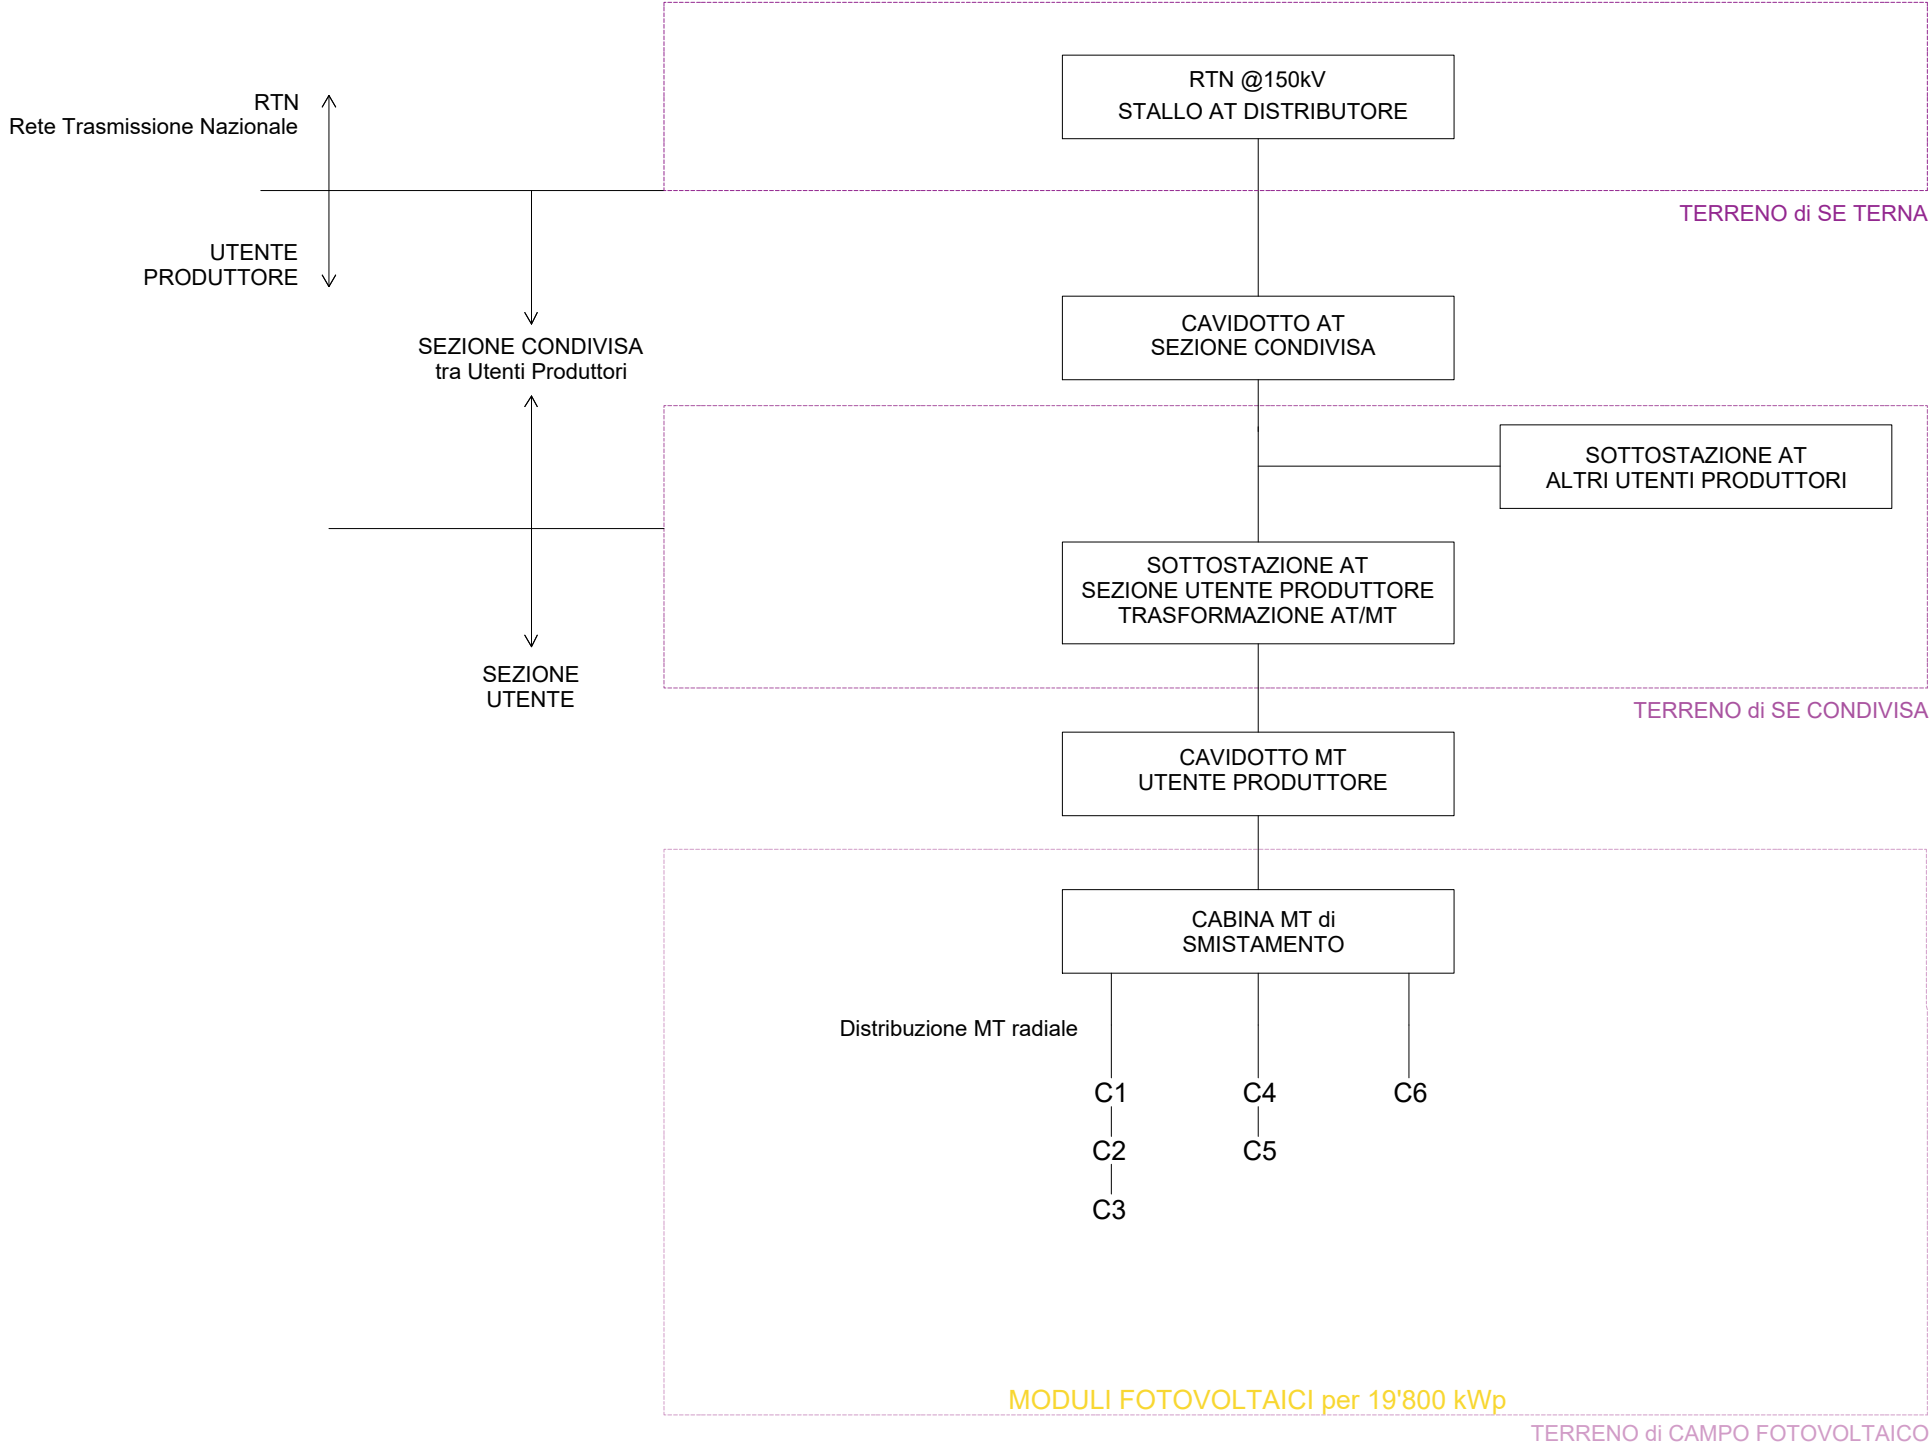 RTN @150kV
STALLO AT DISTRIBUTORE
RTN
Rete Trasmissione Nazionale
TERRENO di SE TERNA
UTENTE
PRODUTTORE
CAVIDOTTO AT
SEZIONE CONDIVISA
SEZIONE CONDIVISA
tra Utenti Produttori
SOTTOSTAZIONE AT
ALTRI UTENTI PRODUTTORI
SOTTOSTAZIONE AT
SEZIONE UTENTE PRODUTTORE
TRASFORMAZIONE AT/MT
SEZIONE
UTENTE
TERRENO di SE CONDIVISA
CAVIDOTTO MT
UTENTE PRODUTTORE
CABINA MT di
SMISTAMENTO
Distribuzione MT radiale
C1
C4
C6
C2
C5
C3
MODULI FOTOVOLTAICI per 19'800 kWp
TERRENO di CAMPO FOTOVOLTAICO